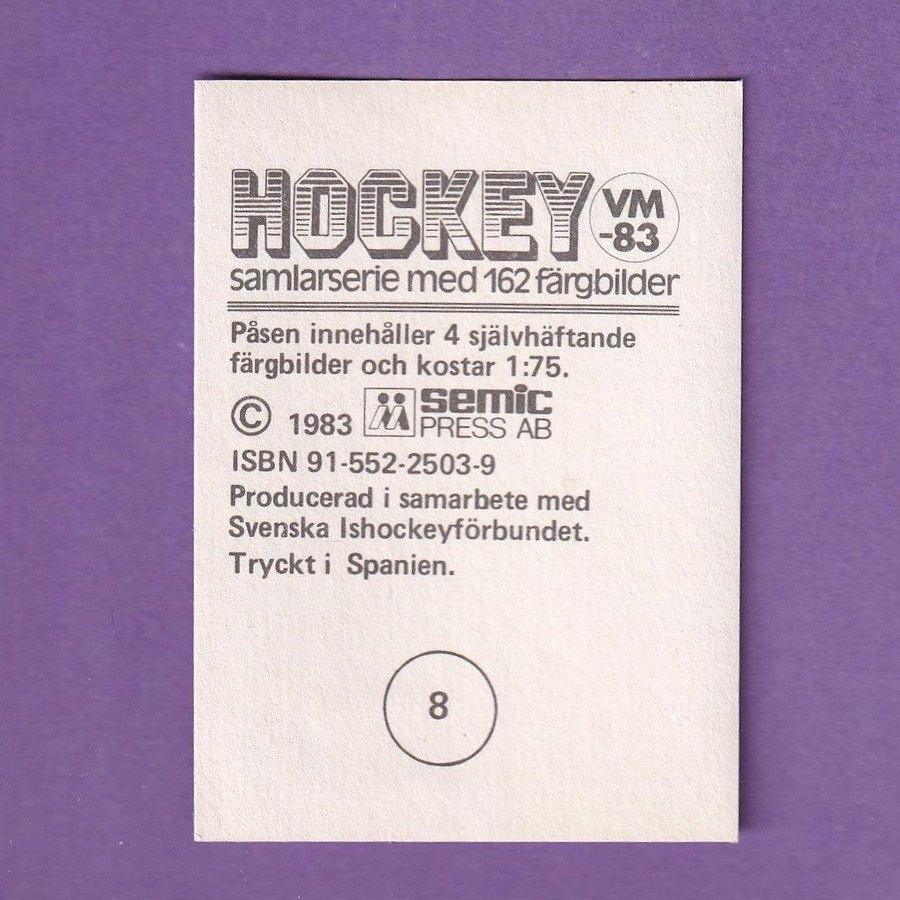 HOCKEY VM
-83
samlarserie med 162 färgbilder
Påsen innehåller 4 självhäftande
färgbilder och kostar 1:75.
© 1983 semic
PRESS AB
ISBN 91-552-2503-9
Producerad i samarbete med
Svenska Ishockeyförbundet.
Tryckt i Spanien.
8